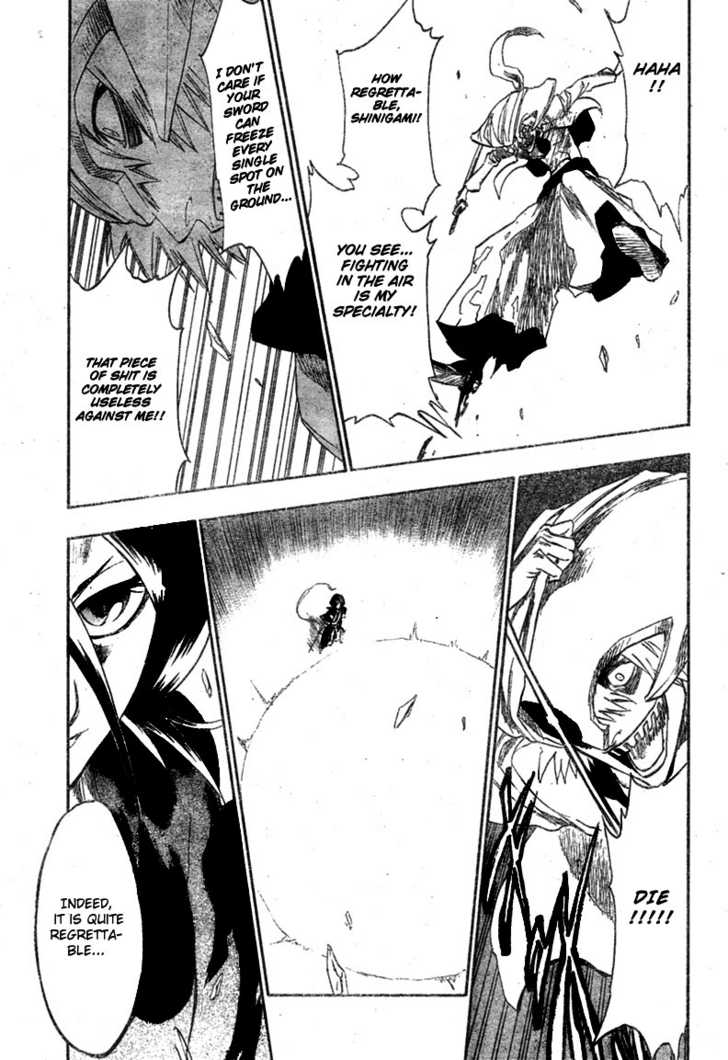 HAHA
!!
HOW
REGRETTA-
BLE,
SHINIGAMI!
YOU SEE...
FIGHTING
IN THE AIR
IS MY
SPECIALTY!
I DON'T
CARE IF
YOUR
SWORD
CAN
FREEZE
EVERY
SINGLE
SPOT ON
THE
GROUND...
THAT PIECE
OF SHIT IS
COMPLETELY
USELESS
AGAINST ME!!
DIE
!!!!!
INDEED,
IT IS QUITE
REGRETTA-
BLE...